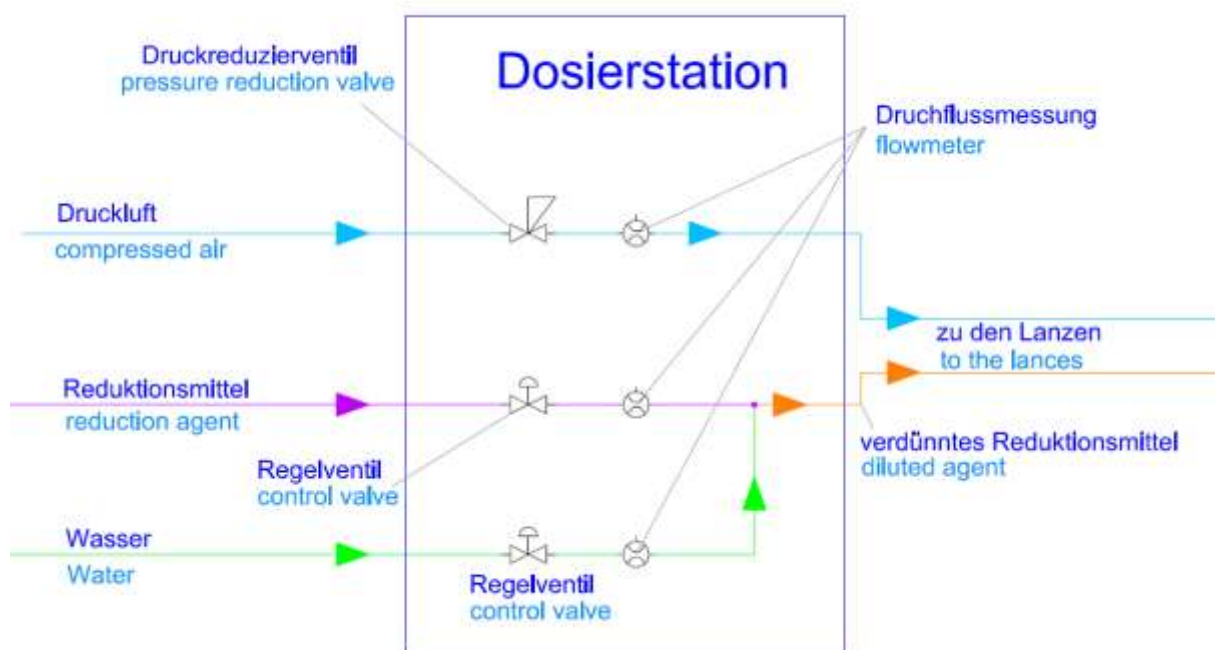 Dosierstation
Druckreduzierventil
pressure reduction valve
Druchflussmessung
flowmeter
Druckluft
compressed air
zu den Lanzen
to the lances
Reduktionsmittel
reduction agent
verdünntes Reduktionsmittel
diluted agent
Regelventil
control valve
Wasser
Water
Regelventil
control valve